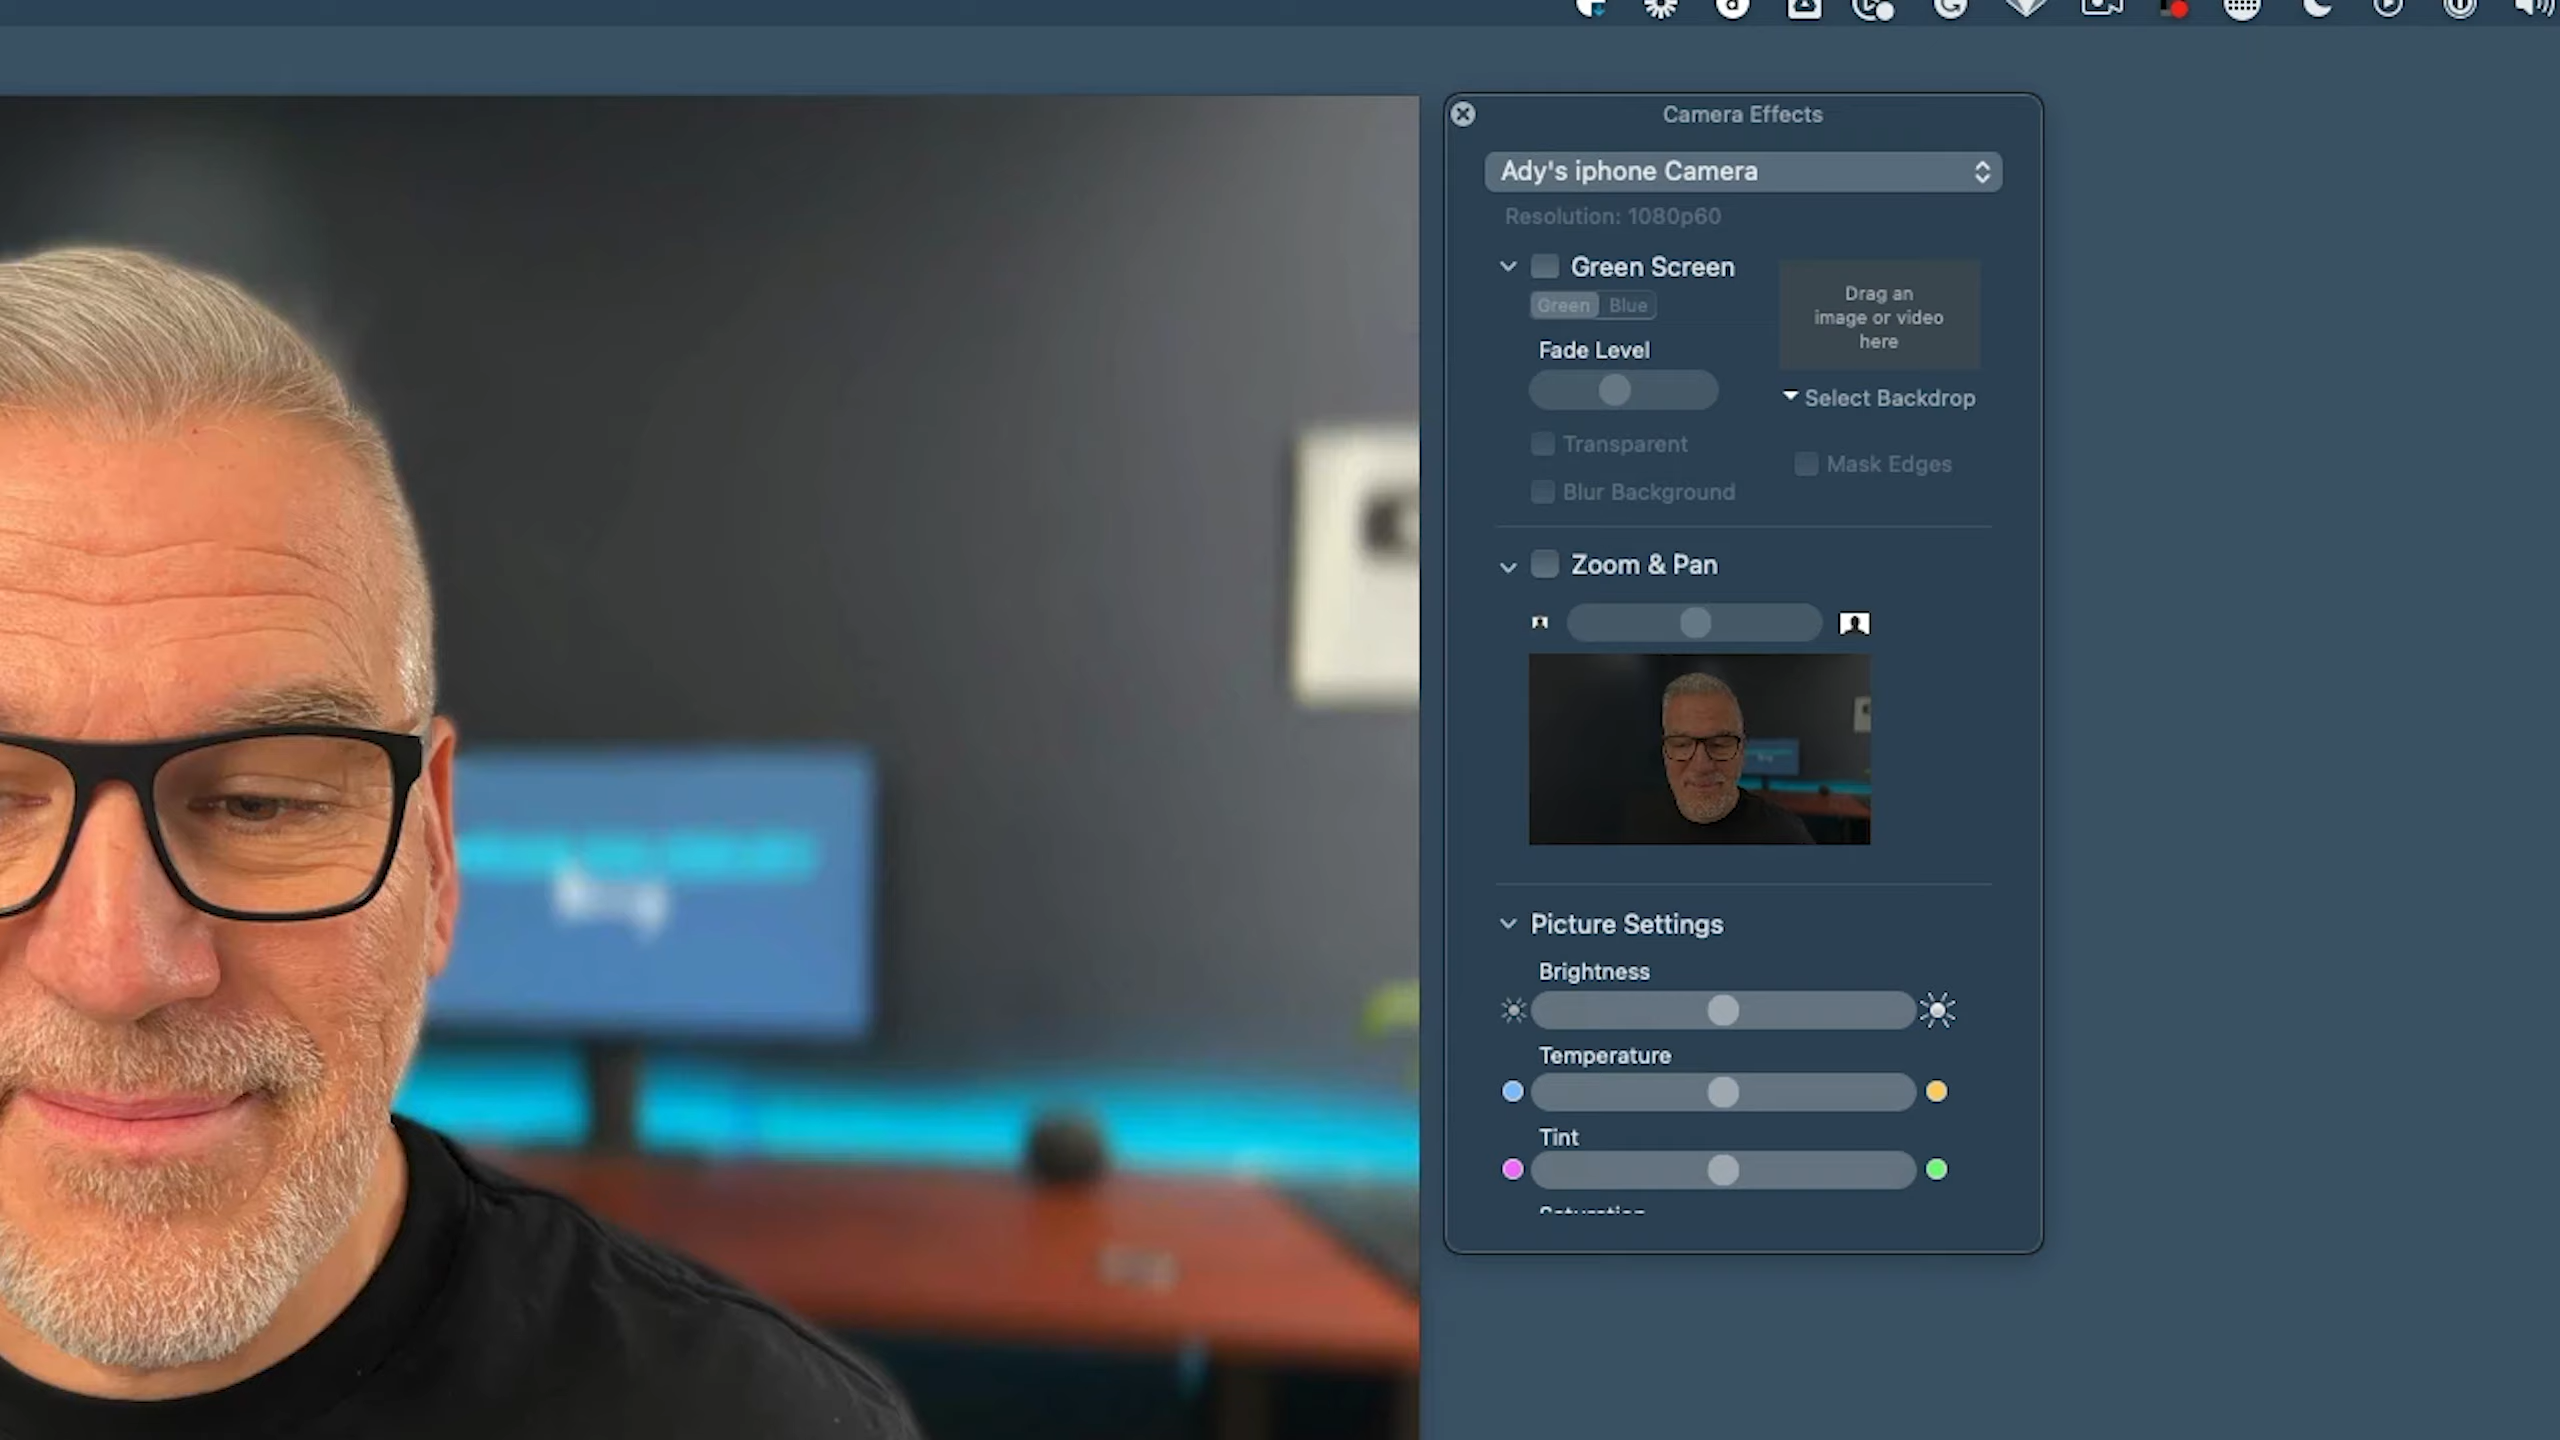 Camera Effects
Ady's iphone Camera
Resolution: 1080p60
Green Screen
Green Blue
Drag an
image or video
here
Fade Level
Select Backdrop
Transparent
Mask Edges
Blur Background
Zoom & Pan
Picture Settings
Brightness
Temperature
Tint
Saturation